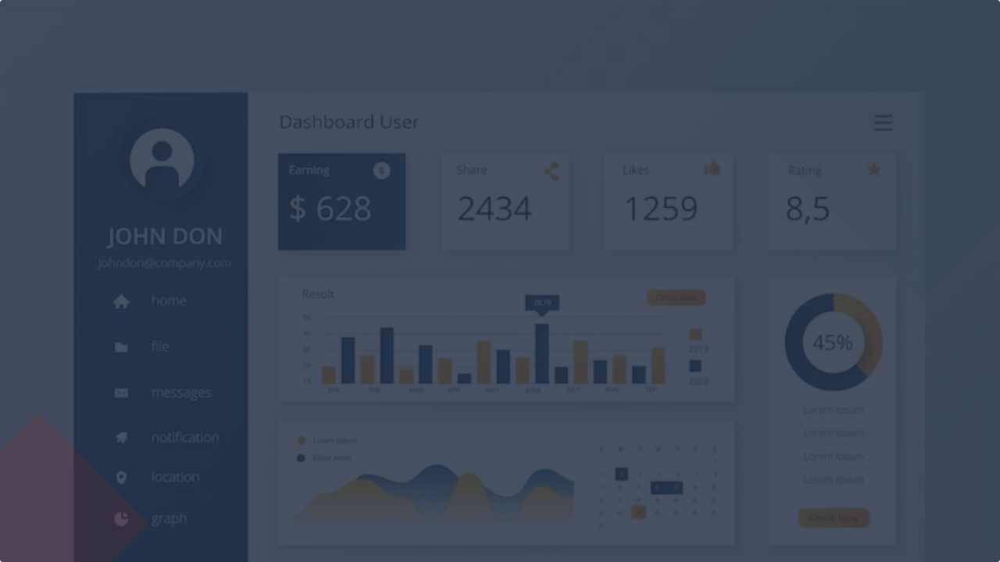 Dashboard User
JOHN DON
Johndon@company.com
home
file
messages
notification
location
graph
Earning
$
$ 628
Share
2434
Likes
1259
Rating
8,5
Result
28,79
Check Now
50
40
30
20
10
JAN FEB MAR APR MAY JUNE JULY AUG SEP
2019
2020
45%
Lorem ipsum
Lorem ipsum
Lorem ipsum
Lorem ipsum
Check Now
Lorem ipsum
Dolor Amet
S M T W T F S